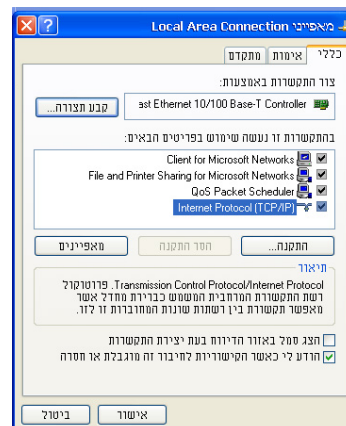 מאפייני Local Area Connection
כללי אימות מתקדם
צור התקשרות באמצעות:
ast Ethernet 10/100 Base-T Controller קבע תצורה...
בהתקשרות זו נעשה שימוש בפריטים הבאים:
Client for Microsoft Networks
File and Printer Sharing for Microsoft Networks
QoS Packet Scheduler
Internet Protocol (TCP/IP)
התקנה... הסר התקנה מאפיינים
תיאור
Transmission Control Protocol/Internet Protocol. פרוטוקול
רשת התקשורת המרחבית המשמש כברירת מחדל אשר
מאפשר תקשורת בין רשתות שונות המחוברות זו לזו.
הצג סמל באזור הדיווח בעת יצירת התקשרות
הודע לי כאשר הקישוריות לחיבור זה מוגבלת או חסרה
אישור ביטול